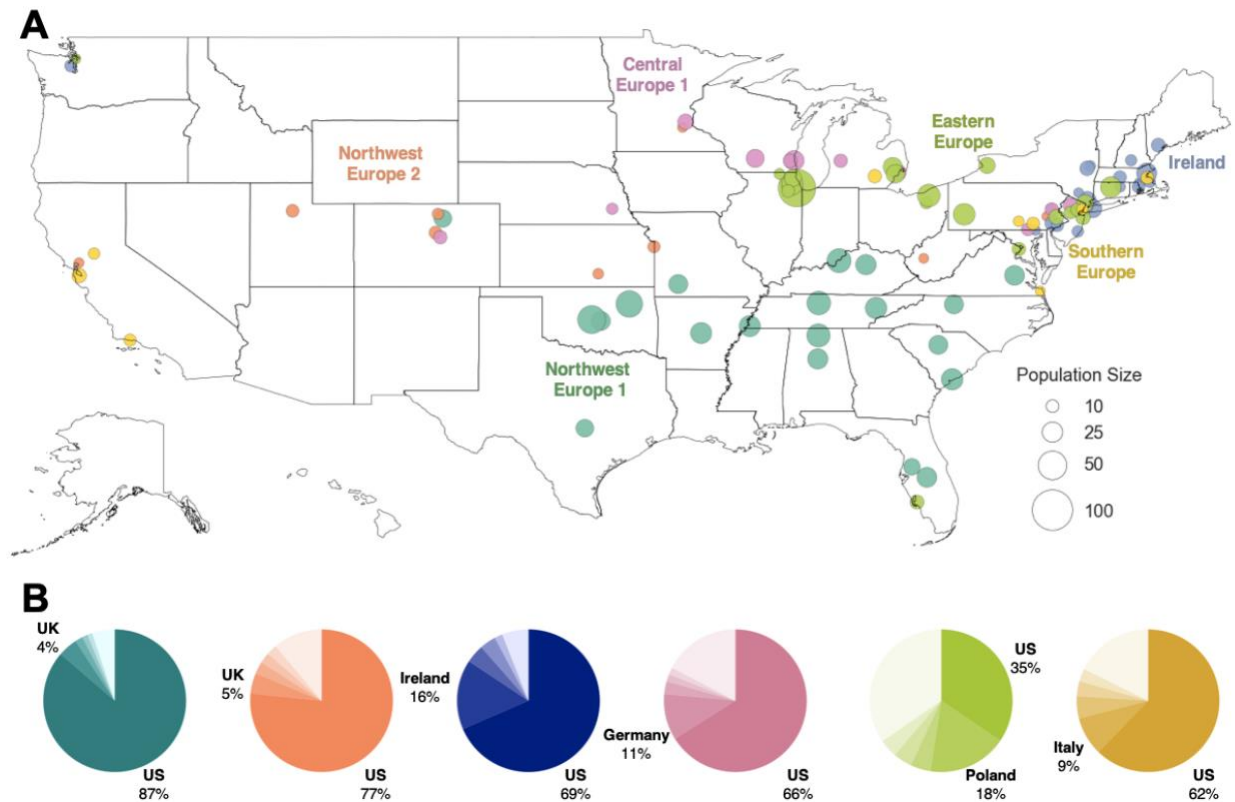 A
Central
Europe 1
Eastern
Europe
Northwest
Europe 2
Ireland
Southern
Europe
Northwest
Europe 1
Population Size
10
25
50
100
B
UK
4%
US
87%
UK
5%
US
77%
Ireland
16%
US
69%
Germany
11%
US
66%
US
35%
Poland
18%
Italy
9%
US
62%